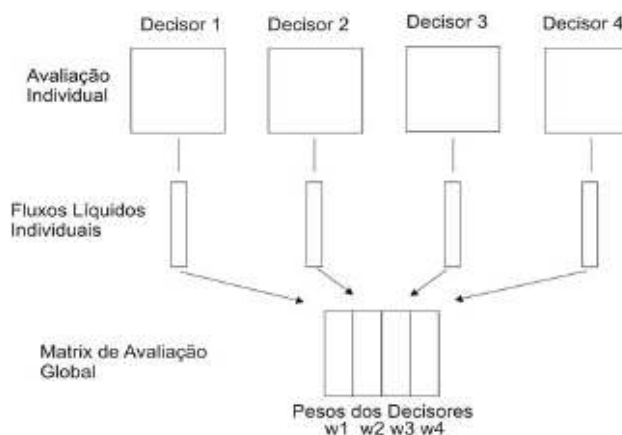 Decisor 1 Decisor 2 Decisor 3 Decisor 4
Avaliação
Individual
Fluxos Líquidos
Individuais
Matrix de Avaliação
Global
Pesos dos Decisores
w1 w2 w3 w4